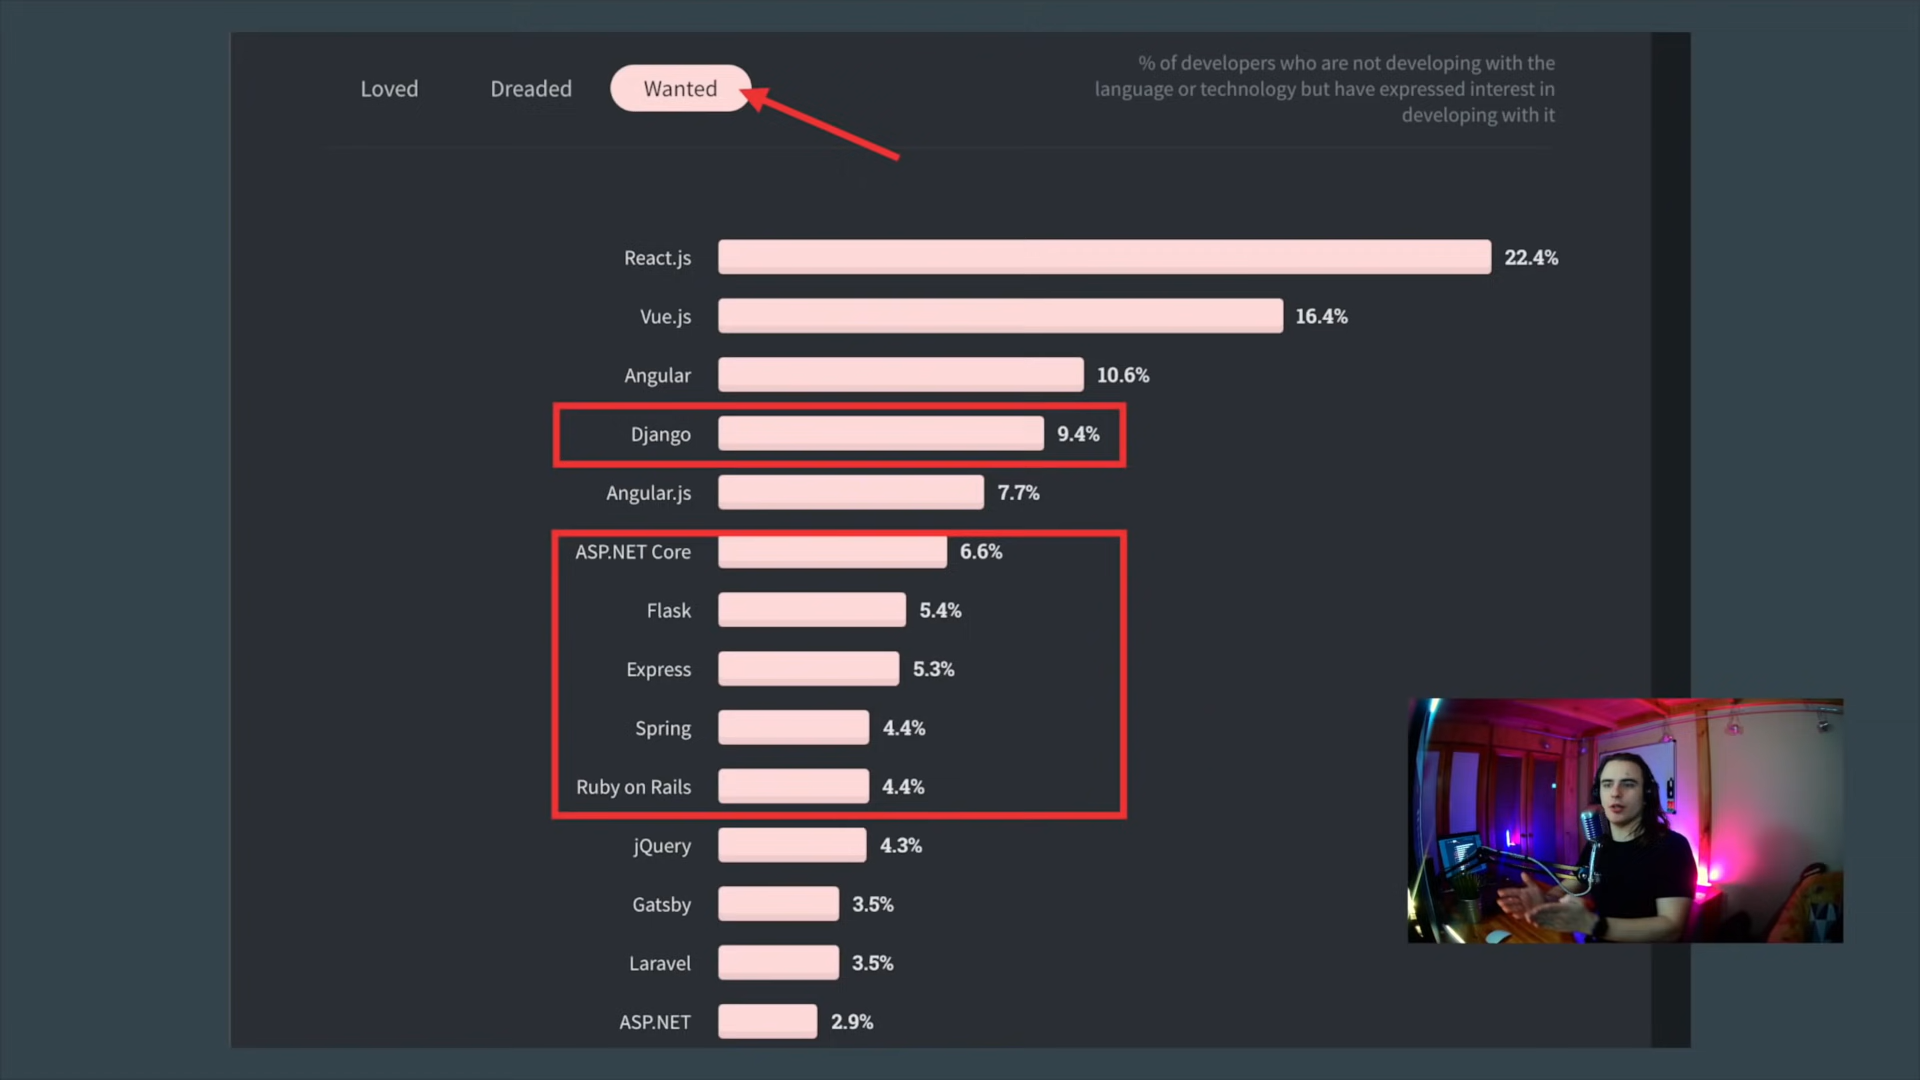 Loved Dreaded Wanted
% of developers who are not developing with the
language or technology but have expressed interest in
developing with it
React.js 22.4%
Vue.js 16.4%
Angular 10.6%
Django 9.4%
Angular.js 7.7%
ASP.NET Core 6.6%
Flask 5.4%
Express 5.3%
Spring 4.4%
Ruby on Rails 4.4%
jQuery 4.3%
Gatsby 3.5%
Laravel 3.5%
ASP.NET 2.9%